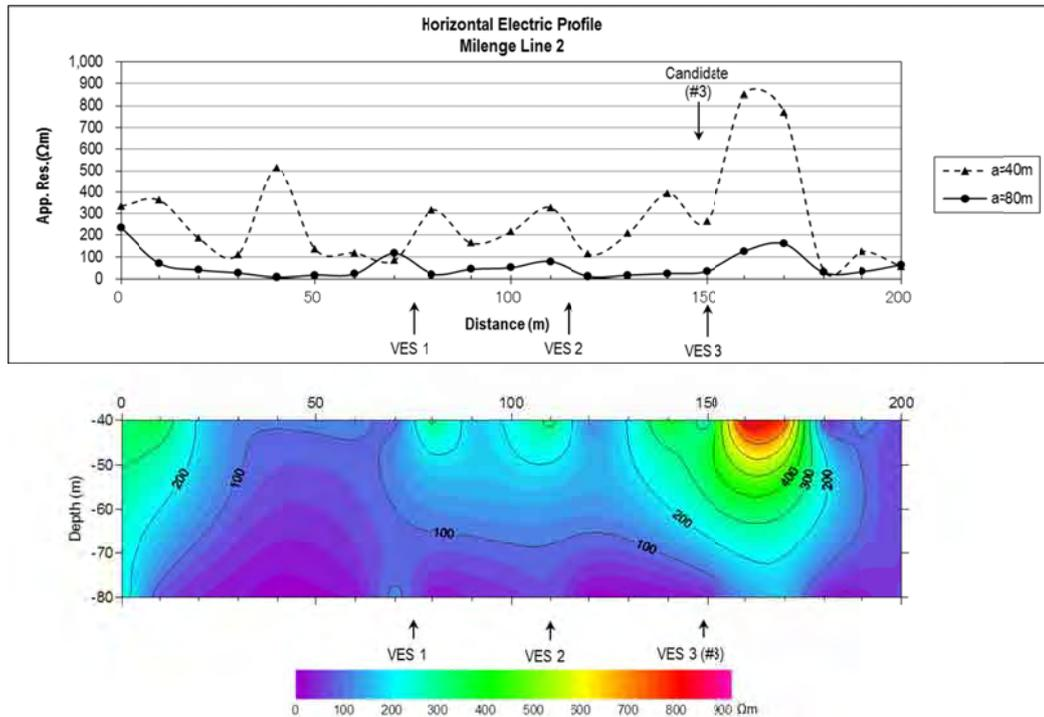 Horizontal Electric Profile
Milenge Line 2
App. Res.(Ωm)
1,000
900
800
700
600
500
400
300
200
100
0
Candidate
(#3)
a=40m
a=80m
0 50 100 150 200
Distance (m)
VES 1 VES 2 VES 3
0 50 100 150 200
Depth (m)
-40
-50
-60
-70
-80
200 100 100 200 100 400 300 200
VES 1 VES 2 VES 3 (#3)
0 100 200 300 400 500 600 700 800 900 Ωm